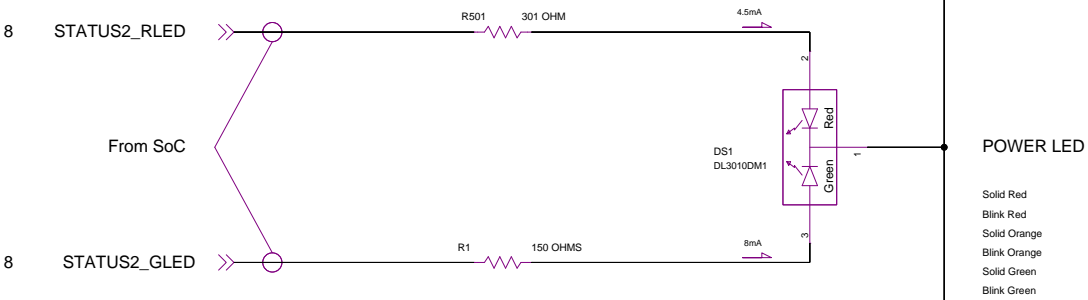 R501 301 OHM 4.5mA
8 STATUS2_RLED
2
Red
From SoC
DS1
DL3010DM1
1
POWER LED
Green
Solid Red
Blink Red
Solid Orange
Blink Orange
Solid Green
Blink Green
3
R1 150 OHMS 8mA
8 STATUS2_GLED